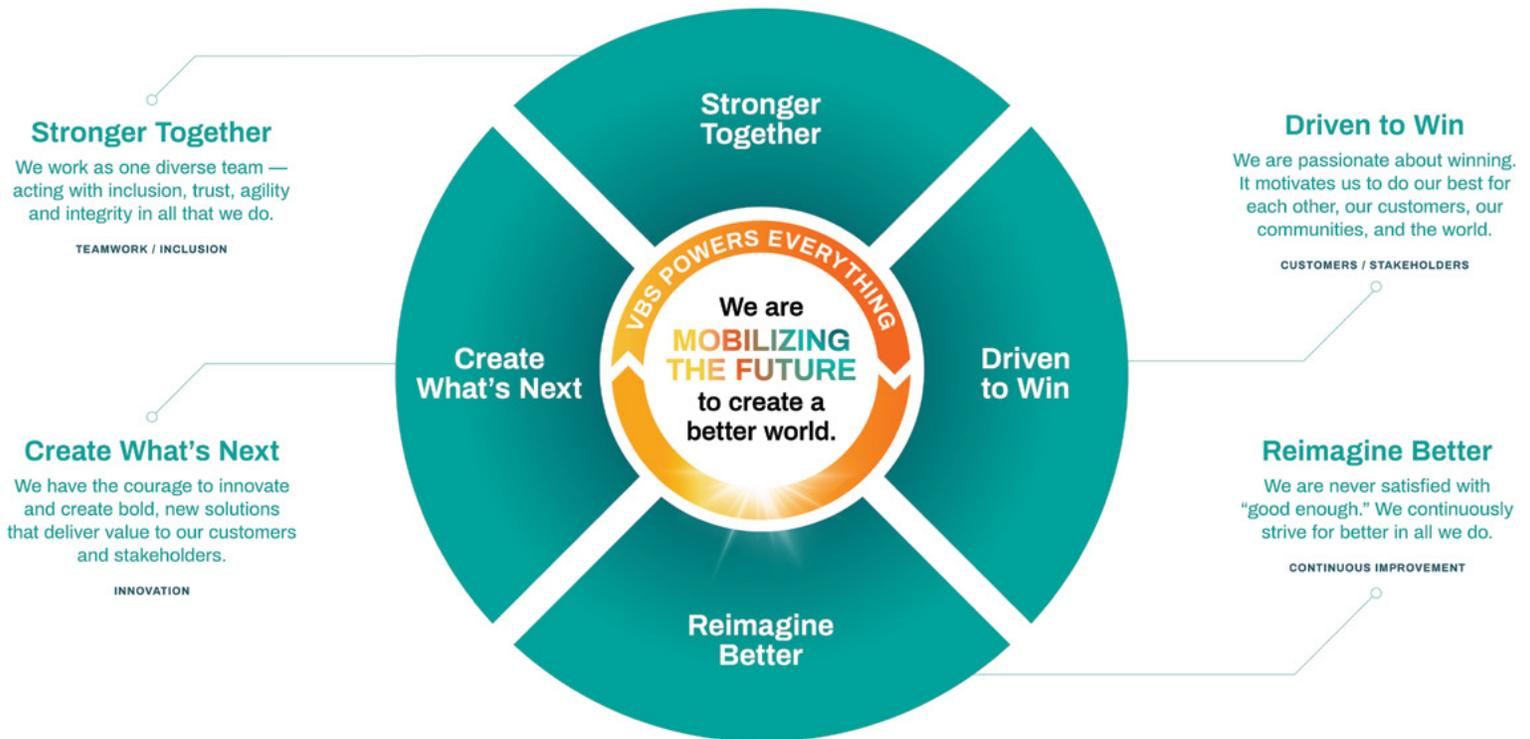 Stronger Together
We work as one diverse team —
acting with inclusion, trust, agility
and integrity in all that we do.
TEAMWORK / INCLUSION
Create What’s Next
We have the courage to innovate
and create bold, new solutions
that deliver value to our customers
and stakeholders.
INNOVATION
Stronger
Together
Create
What’s Next
VBS POWERS EVERYTHING
We are
MOBILIZING
THE FUTURE
to create a
better world.
Driven
to Win
Reimagine
Better
Driven to Win
We are passionate about winning.
It motivates us to do our best for
each other, our customers, our
communities, and the world.
CUSTOMERS / STAKEHOLDERS
Reimagine Better
We are never satisfied with
“good enough.” We continuously
strive for better in all we do.
CONTINUOUS IMPROVEMENT